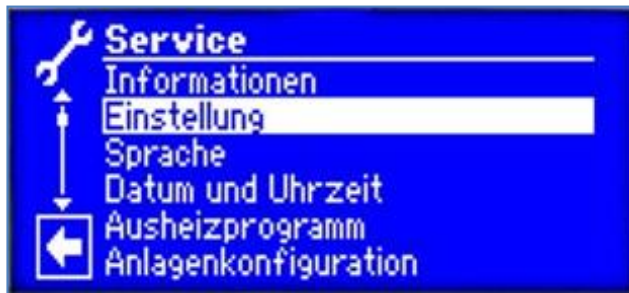 Service
Informationen
Einstellung
Sprache
Datum und Uhrzeit
Ausheizprogramm
Anlagenkonfiguration